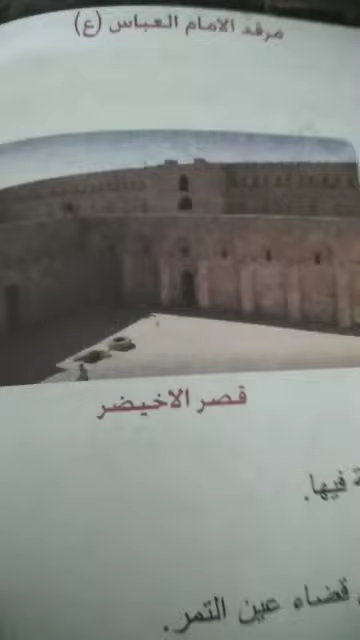 مرقد الامام العباس (ع)
قصر الاخيضر
فيها.
قضاء عين التمر.